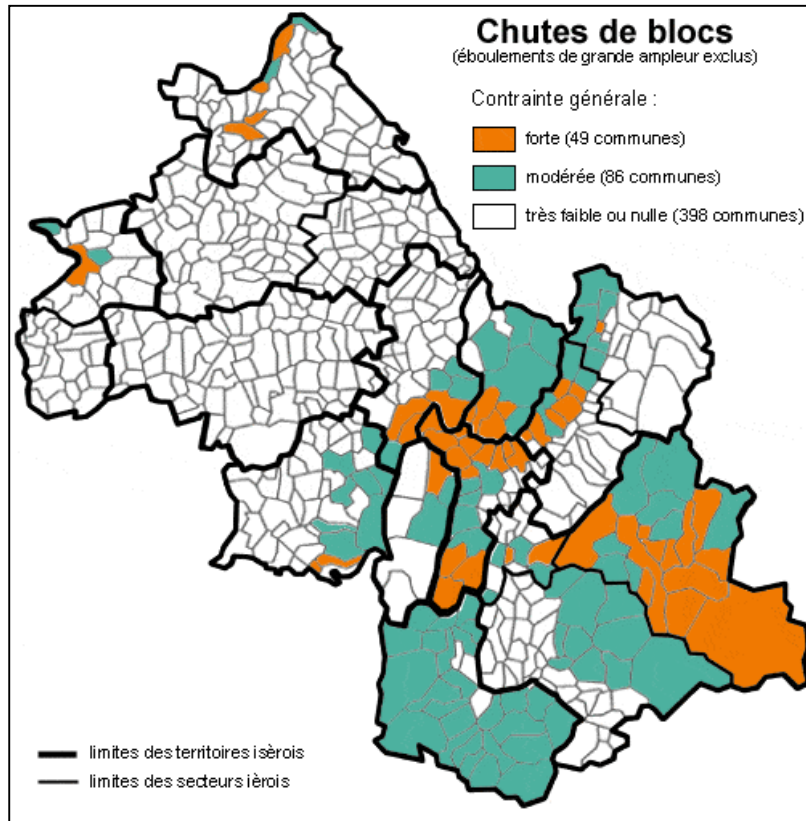 Chutes de blocs
(éboulements de grande ampleur exclus)
Contrainte générale :
forte (49 communes)
modérée (86 communes)
très faible ou nulle (398 communes)
limites des territoires isèrois
limites des secteurs ièrois